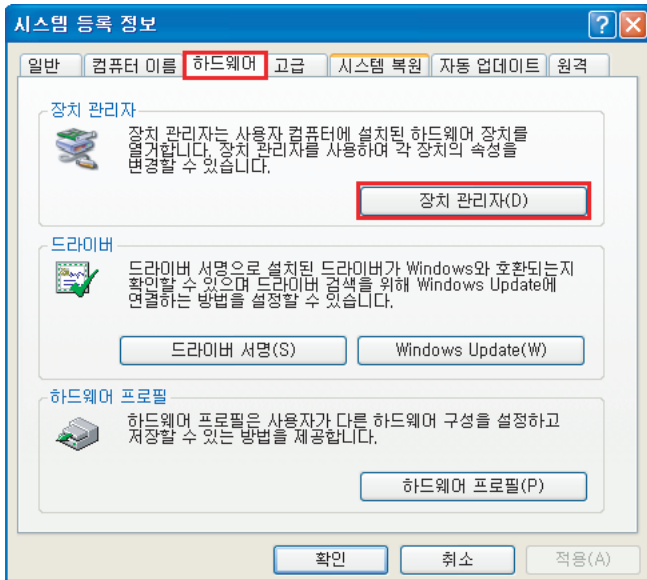 시스템 등록 정보
일반 컴퓨터 이름 하드웨어 고급 시스템 복원 자동 업데이트 원격
장치 관리자
장치 관리자는 사용자 컴퓨터에 설치된 하드웨어 장치를
열거합니다. 장치 관리자를 사용하여 각 장치의 속성을
변경할 수 있습니다.
장치 관리자(D)
드라이버
드라이버 서명으로 설치된 드라이버가 Windows와 호환되는지
확인할 수 있으며 드라이버 검색을 위해 Windows Update에
연결하는 방법을 설정할 수 있습니다.
드라이버 서명(S) Windows Update(W)
하드웨어 프로필
하드웨어 프로필은 사용자가 다른 하드웨어 구성을 설정하고
저장할 수 있는 방법을 제공합니다.
하드웨어 프로필(P)
확인 취소 적용(A)